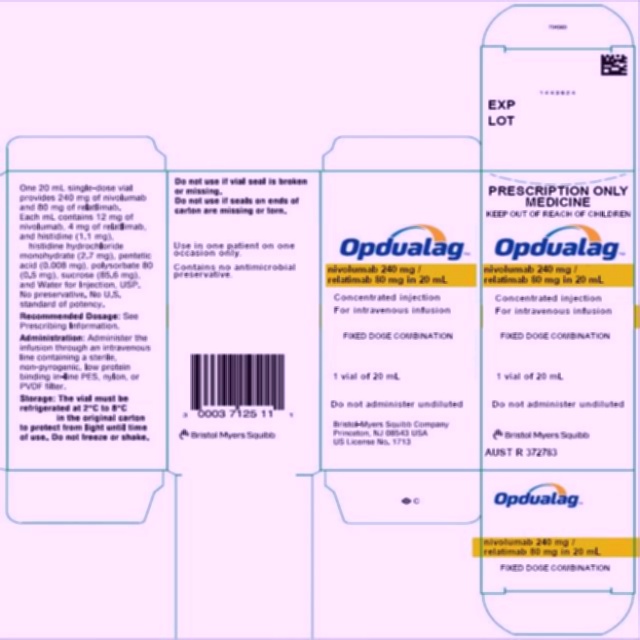 EXP
LOT
One 20 mL single-dose vial
provides 240 mg of nivolumab
and 80 mg of relatlimab.
Each mL contains 12 mg of
nivolumab, 4 mg of relatlimab,
and histidine (1.1 mg),
histidine hydrochloride
monohydrate (2.7 mg), pentetic
acid (0.008 mg), polysorbate 80
(0.5 mg), sucrose (85.6 mg),
and Water for Injection, USP.
No preservative. No U.S.
standard of potency.
Recommended Dosage: See
Prescribing Information.
Administration: Administer the
infusion through an intravenous
line containing a sterile,
non-pyrogenic, low protein
binding in-line PES, nylon, or
PVDF filter.
Storage: The vial must be
refrigerated at 2°C to 8°C
in the original carton
to protect from light until time
of use. Do not freeze or shake.
Do not use if vial seal is broken
or missing.
Do not use if seals on ends of
carton are missing or torn.
Use in one patient on one
occasion only.
Contains no antimicrobial
preservative.
3 0003 7125 11 1
Bristol Myers Squibb
Opdualag™
nivolumab 240 mg /
relatimab 80 mg in 20 mL
Concentrated injection
For intravenous infusion
FIXED DOSE COMBINATION
1 vial of 20 mL
Do not administer undiluted
Bristol-Myers Squibb Company
Princeton, NJ 08543 USA
US License No. 1713
C
PRESCRIPTION ONLY
MEDICINE
KEEP OUT OF REACH OF CHILDREN
Opdualag™
nivolumab 240 mg /
relatimab 80 mg in 20 mL
Concentrated injection
For intravenous infusion
FIXED DOSE COMBINATION
1 vial of 20 mL
Do not administer undiluted
Bristol Myers Squibb
AUST R 372783
Opdualag™
nivolumab 240 mg /
relatimab 80 mg in 20 mL
FIXED DOSE COMBINATION